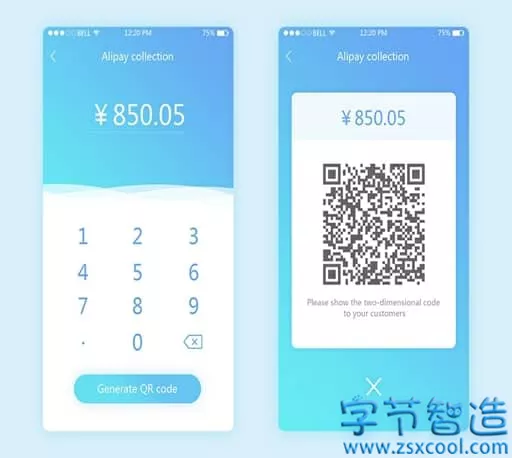 BELL 12:20 PM 75%
Alipay collection
¥850.05
1 2 3
4 5 6
7 8 9
. 0
Generate QR code
BELL 12:20 PM 75%
Alipay collection
¥850.05
Please show the two-dimensional code
to your customers
X
字节智造
www.zsxcool.com